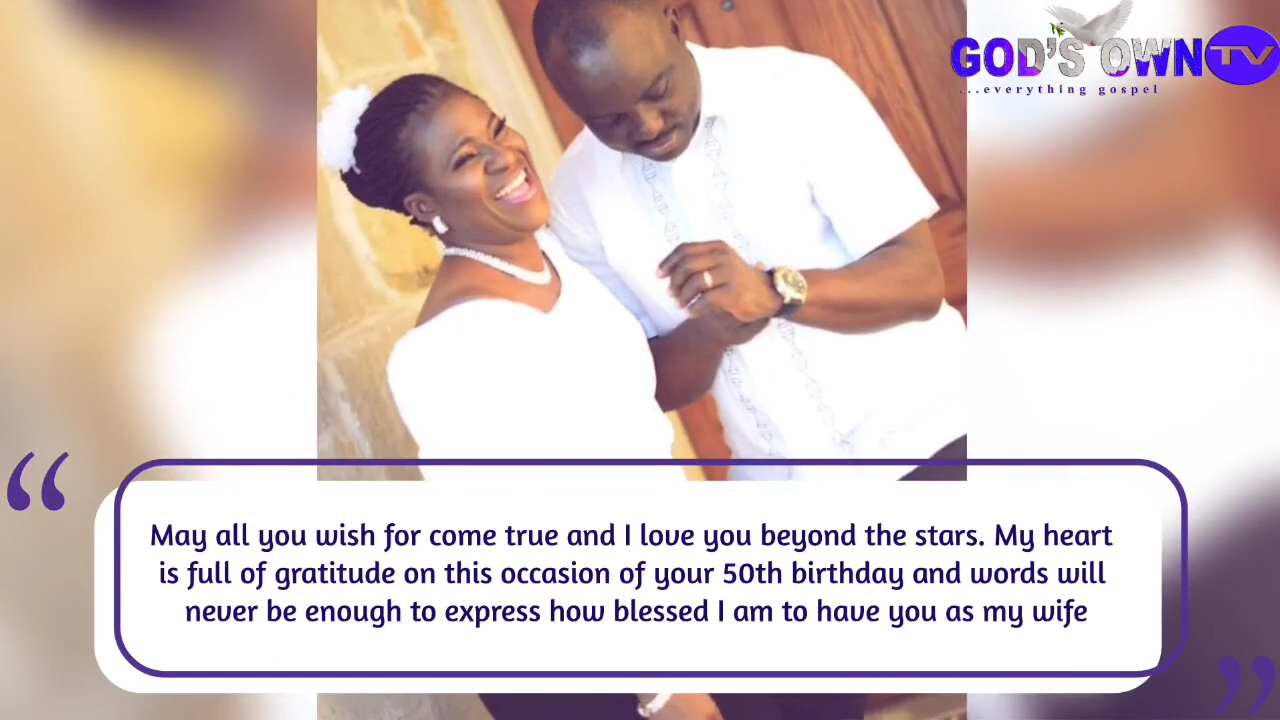 GOD'S OWN TV
...everything gospel
“
May all you wish for come true and I love you beyond the stars. My heart
is full of gratitude on this occasion of your 50th birthday and words will
never be enough to express how blessed I am to have you as my wife
”